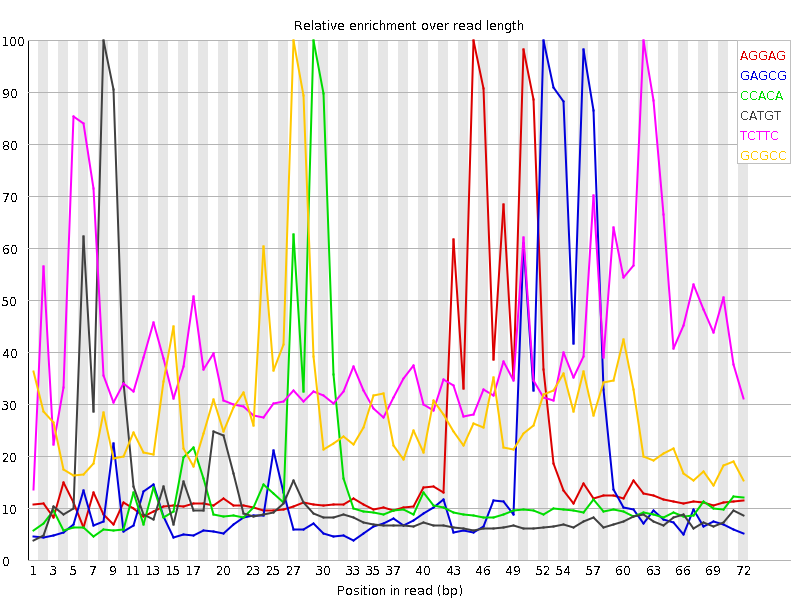 Relative enrichment over read length
100
90
80
70
60
50
40
30
20
10
0
AGGAG
GAGCG
CCACA
CATGT
TCTTC
GCGCC
1 3 5 7 9 11 13 15 17 20 23 25 27 30 33 35 37 40 43 46 49 52 54 57 60 63 66 69 72
Position in read (bp)